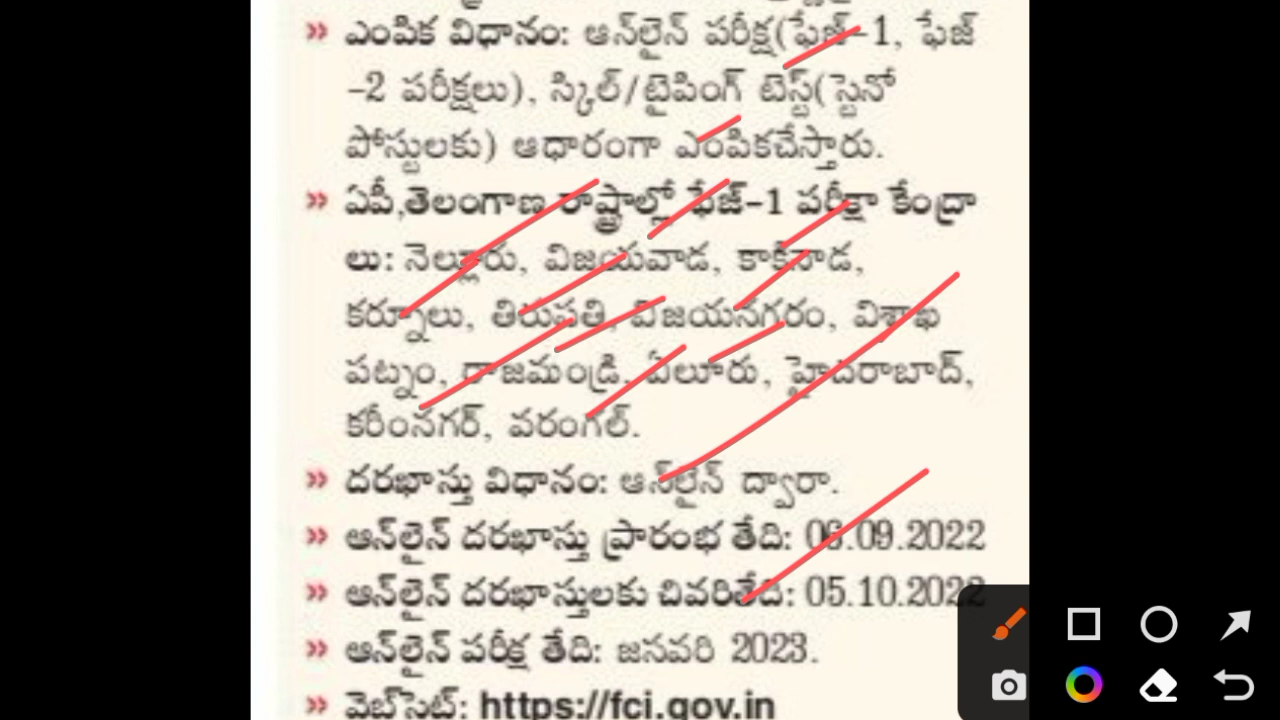 » ఎంపిక విధానం: ఆన్‌లైన్ పరీక్ష(ఫేజ్-1, ఫేజ్
-2 పరీక్షలు), స్కిల్/టైపింగ్ టెస్ట్(స్టెనో
పోస్టులకు) ఆధారంగా ఎంపికచేస్తారు.
» ఏపీ,తెలంగాణ రాష్ట్రాల్లో ఫేజ్-1 పరీక్షా కేంద్రా
లు: నెల్లూరు, విజయవాడ, కాకినాడ,
కర్నూలు, తిరుపతి, విజయనగరం, విశాఖ
పట్నం, రాజమండ్రి, ఏలూరు, హైదరాబాద్,
కరీంనగర్, వరంగల్.
» దరఖాస్తు విధానం: ఆన్‌లైన్ ద్వారా.
» ఆన్‌లైన్ దరఖాస్తు ప్రారంభ తేది: 06.09.2022
» ఆన్‌లైన్ దరఖాస్తులకు చివరితేది: 05.10.2022
» ఆన్‌లైన్ పరీక్ష తేది: జనవరి 2023.
» వెబ్‌సెట్: https://fci.gov.in